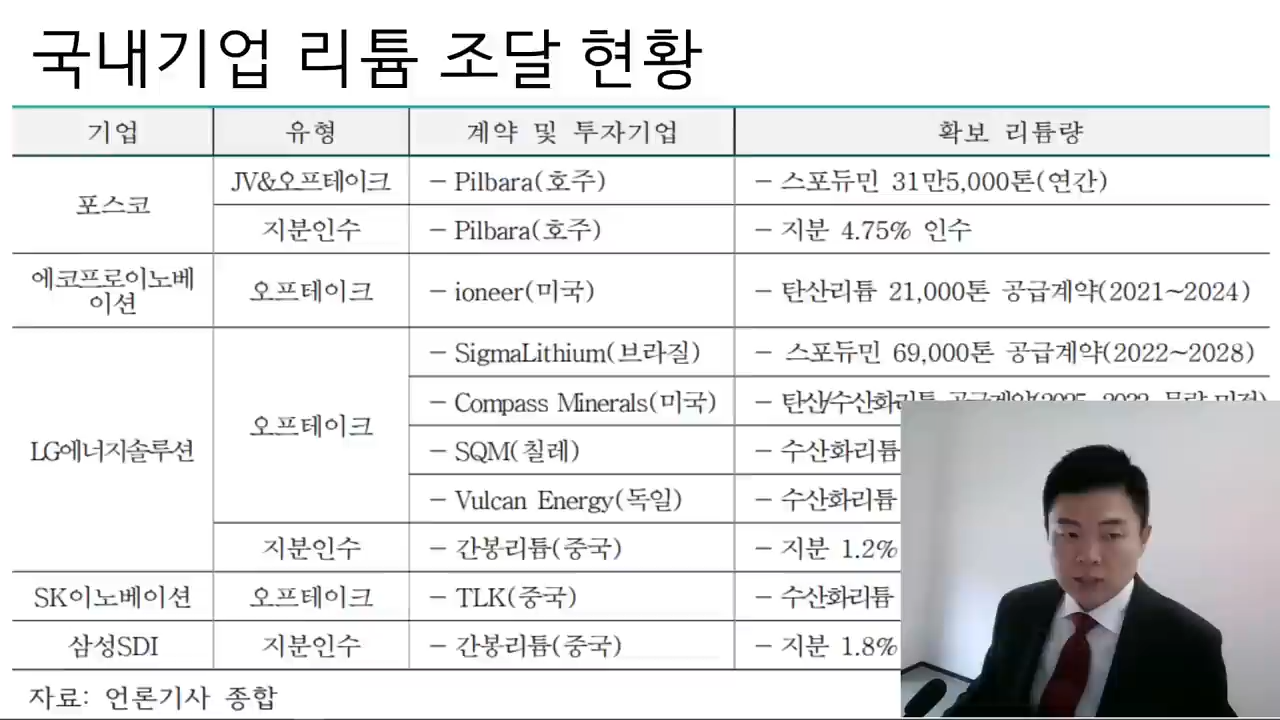 국내기업 리튬 조달 현황
기업 유형 계약 및 투자기업 확보 리튬량
포스코 JV&오프테이크 - Pilbara(호주) - 스포듀민 31만5,000톤(연간)
지분인수 - Pilbara(호주) - 지분 4.75% 인수
에코프로이노베
이션 오프테이크 - ioneer(미국) - 탄산리튬 21,000톤 공급계약(2021~2024)
LG에너지솔루션 오프테이크 - SigmaLithium(브라질) - 스포듀민 69,000톤 공급계약(2022~2028)
- Compass Minerals(미국) - 탄산/수산화리튬
- SQM(칠레) - 수산화리튬
- Vulcan Energy(독일) - 수산화리튬
지분인수 - 간봉리튬(중국) - 지분 1.2%
SK이노베이션 오프테이크 - TLK(중국) - 수산화리튬
삼성SDI 지분인수 - 간봉리튬(중국) - 지분 1.8%
자료: 언론기사 종합